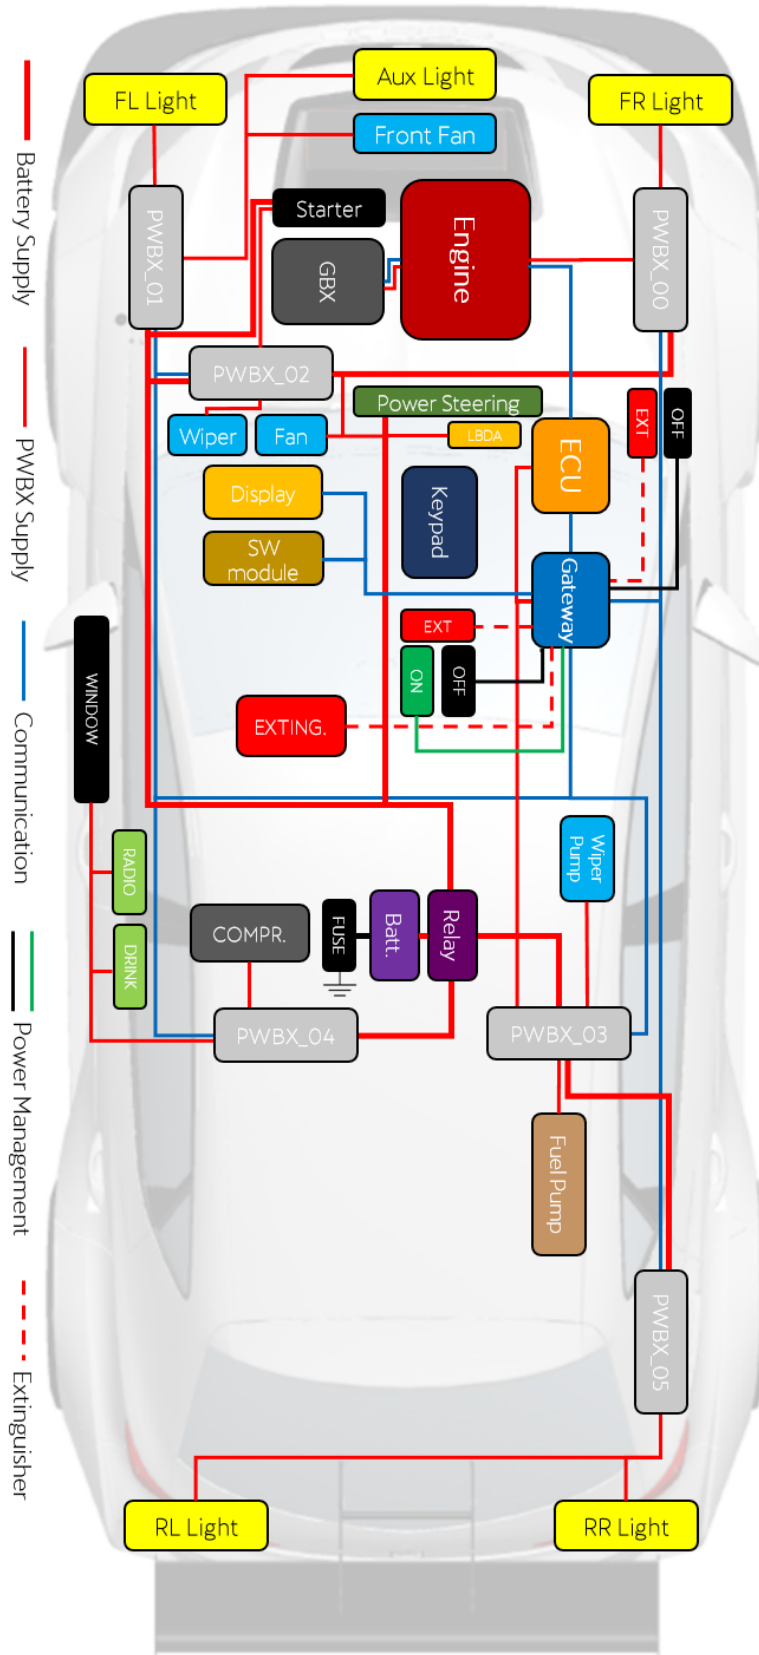 FL Light
Aux Light
FR Light
Front Fan
PWBX_01
Starter
Engine
PWBX_00
GBX
PWBX_02
Power Steering
EXT
OFF
Wiper
Fan
LBDA
ECU
Display
Keypad
SW
module
Gateway
EXT
ON
OFF
WINDOW
EXTING.
RADIO
DRINK
COMPR.
FUSE
Batt.
Relay
Wiper
Pump
PWBX_04
PWBX_03
Fuel Pump
PWBX_05
RL Light
RR Light
Battery Supply
PWBX Supply
Communication
Power Management
Extinguisher